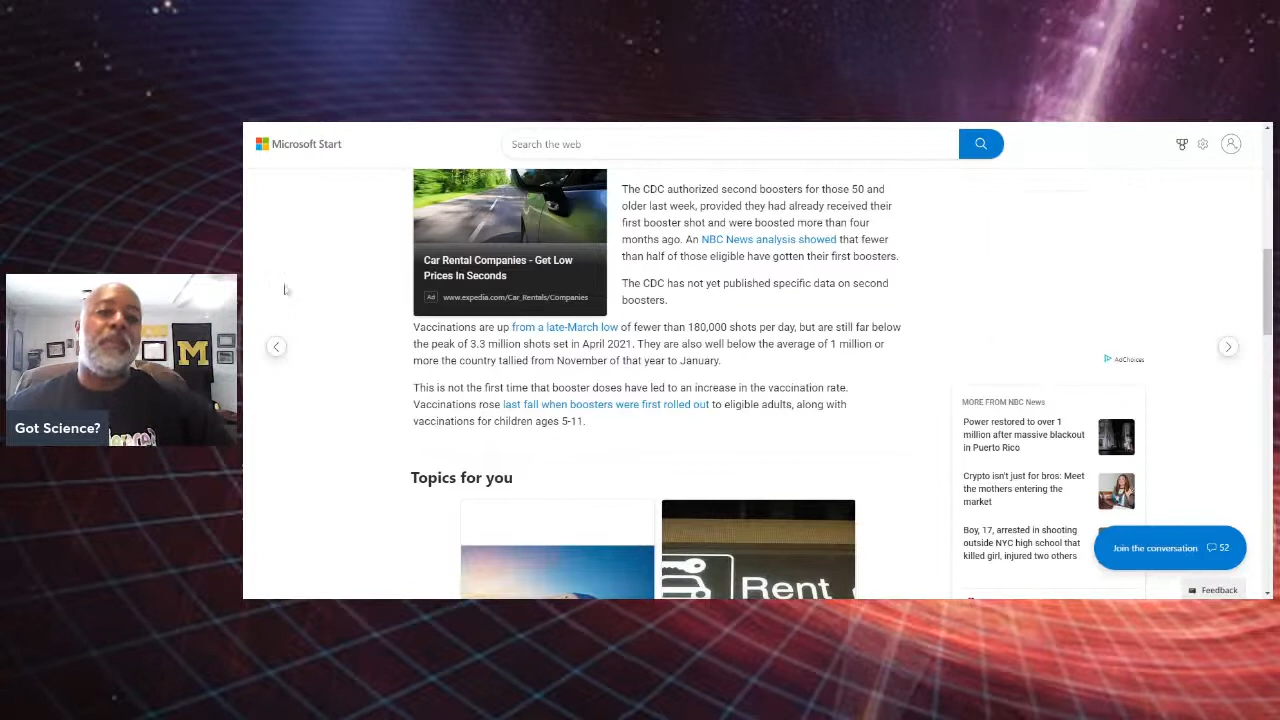 Microsoft Start
Search the web
The CDC authorized second boosters for those 50 and
older last week, provided they had already received their
first booster shot and were boosted more than four
months ago. An NBC News analysis showed that fewer
than half of those eligible have gotten their first boosters.
The CDC has not yet published specific data on second
boosters.
Car Rental Companies - Get Low
Prices In Seconds
Ad www.expedia.com/Car_Rentals/Companies
Vaccinations are up from a late-March low of fewer than 180,000 shots per day, but are still far below
the peak of 3.3 million shots set in April 2021. They are also well below the average of 1 million or
more the country tallied from November of that year to January.
This is not the first time that booster doses have led to an increase in the vaccination rate.
Vaccinations rose last fall when boosters were first rolled out to eligible adults, along with
vaccinations for children ages 5-11.
Topics for you
Rent
AdChoices
MORE FROM NBC News
Power restored to over 1
million after massive blackout
in Puerto Rico
Crypto isn't just for bros: Meet
the mothers entering the
market
Boy, 17, arrested in shooting
outside NYC high school that
killed girl, injured two others
Join the conversation 52
Feedback
M
Got Science?